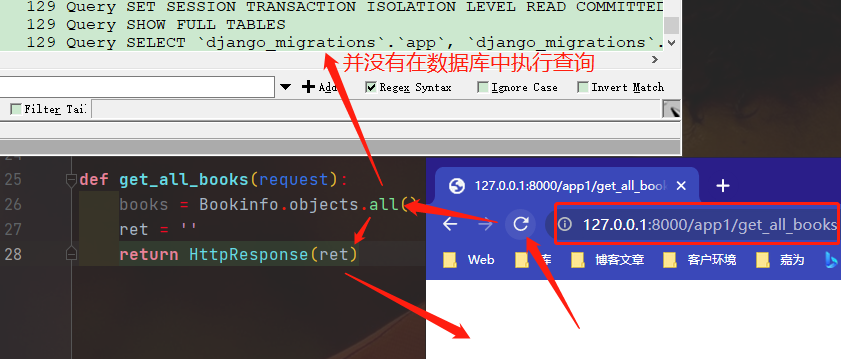 129 Query SET SESSION TRANSACTION ISOLATION LEVEL READ COMMITTED
129 Query SHOW FULL TABLES
129 Query SELECT `django_migrations`.`app`, `django_migrations`.
并没有在数据库中执行查询
Add
Regex Syntax
Ignore Case
Invert Match
Filter Tail
25 def get_all_books(request):
26 books = Bookinfo.objects.all()
27 ret = ''
28 return HttpResponse(ret)
127.0.0.1:8000/app1/get_all_book
127.0.0.1:8000/app1/get_all_books
Web
库
博客文章
客户环境
嘉为